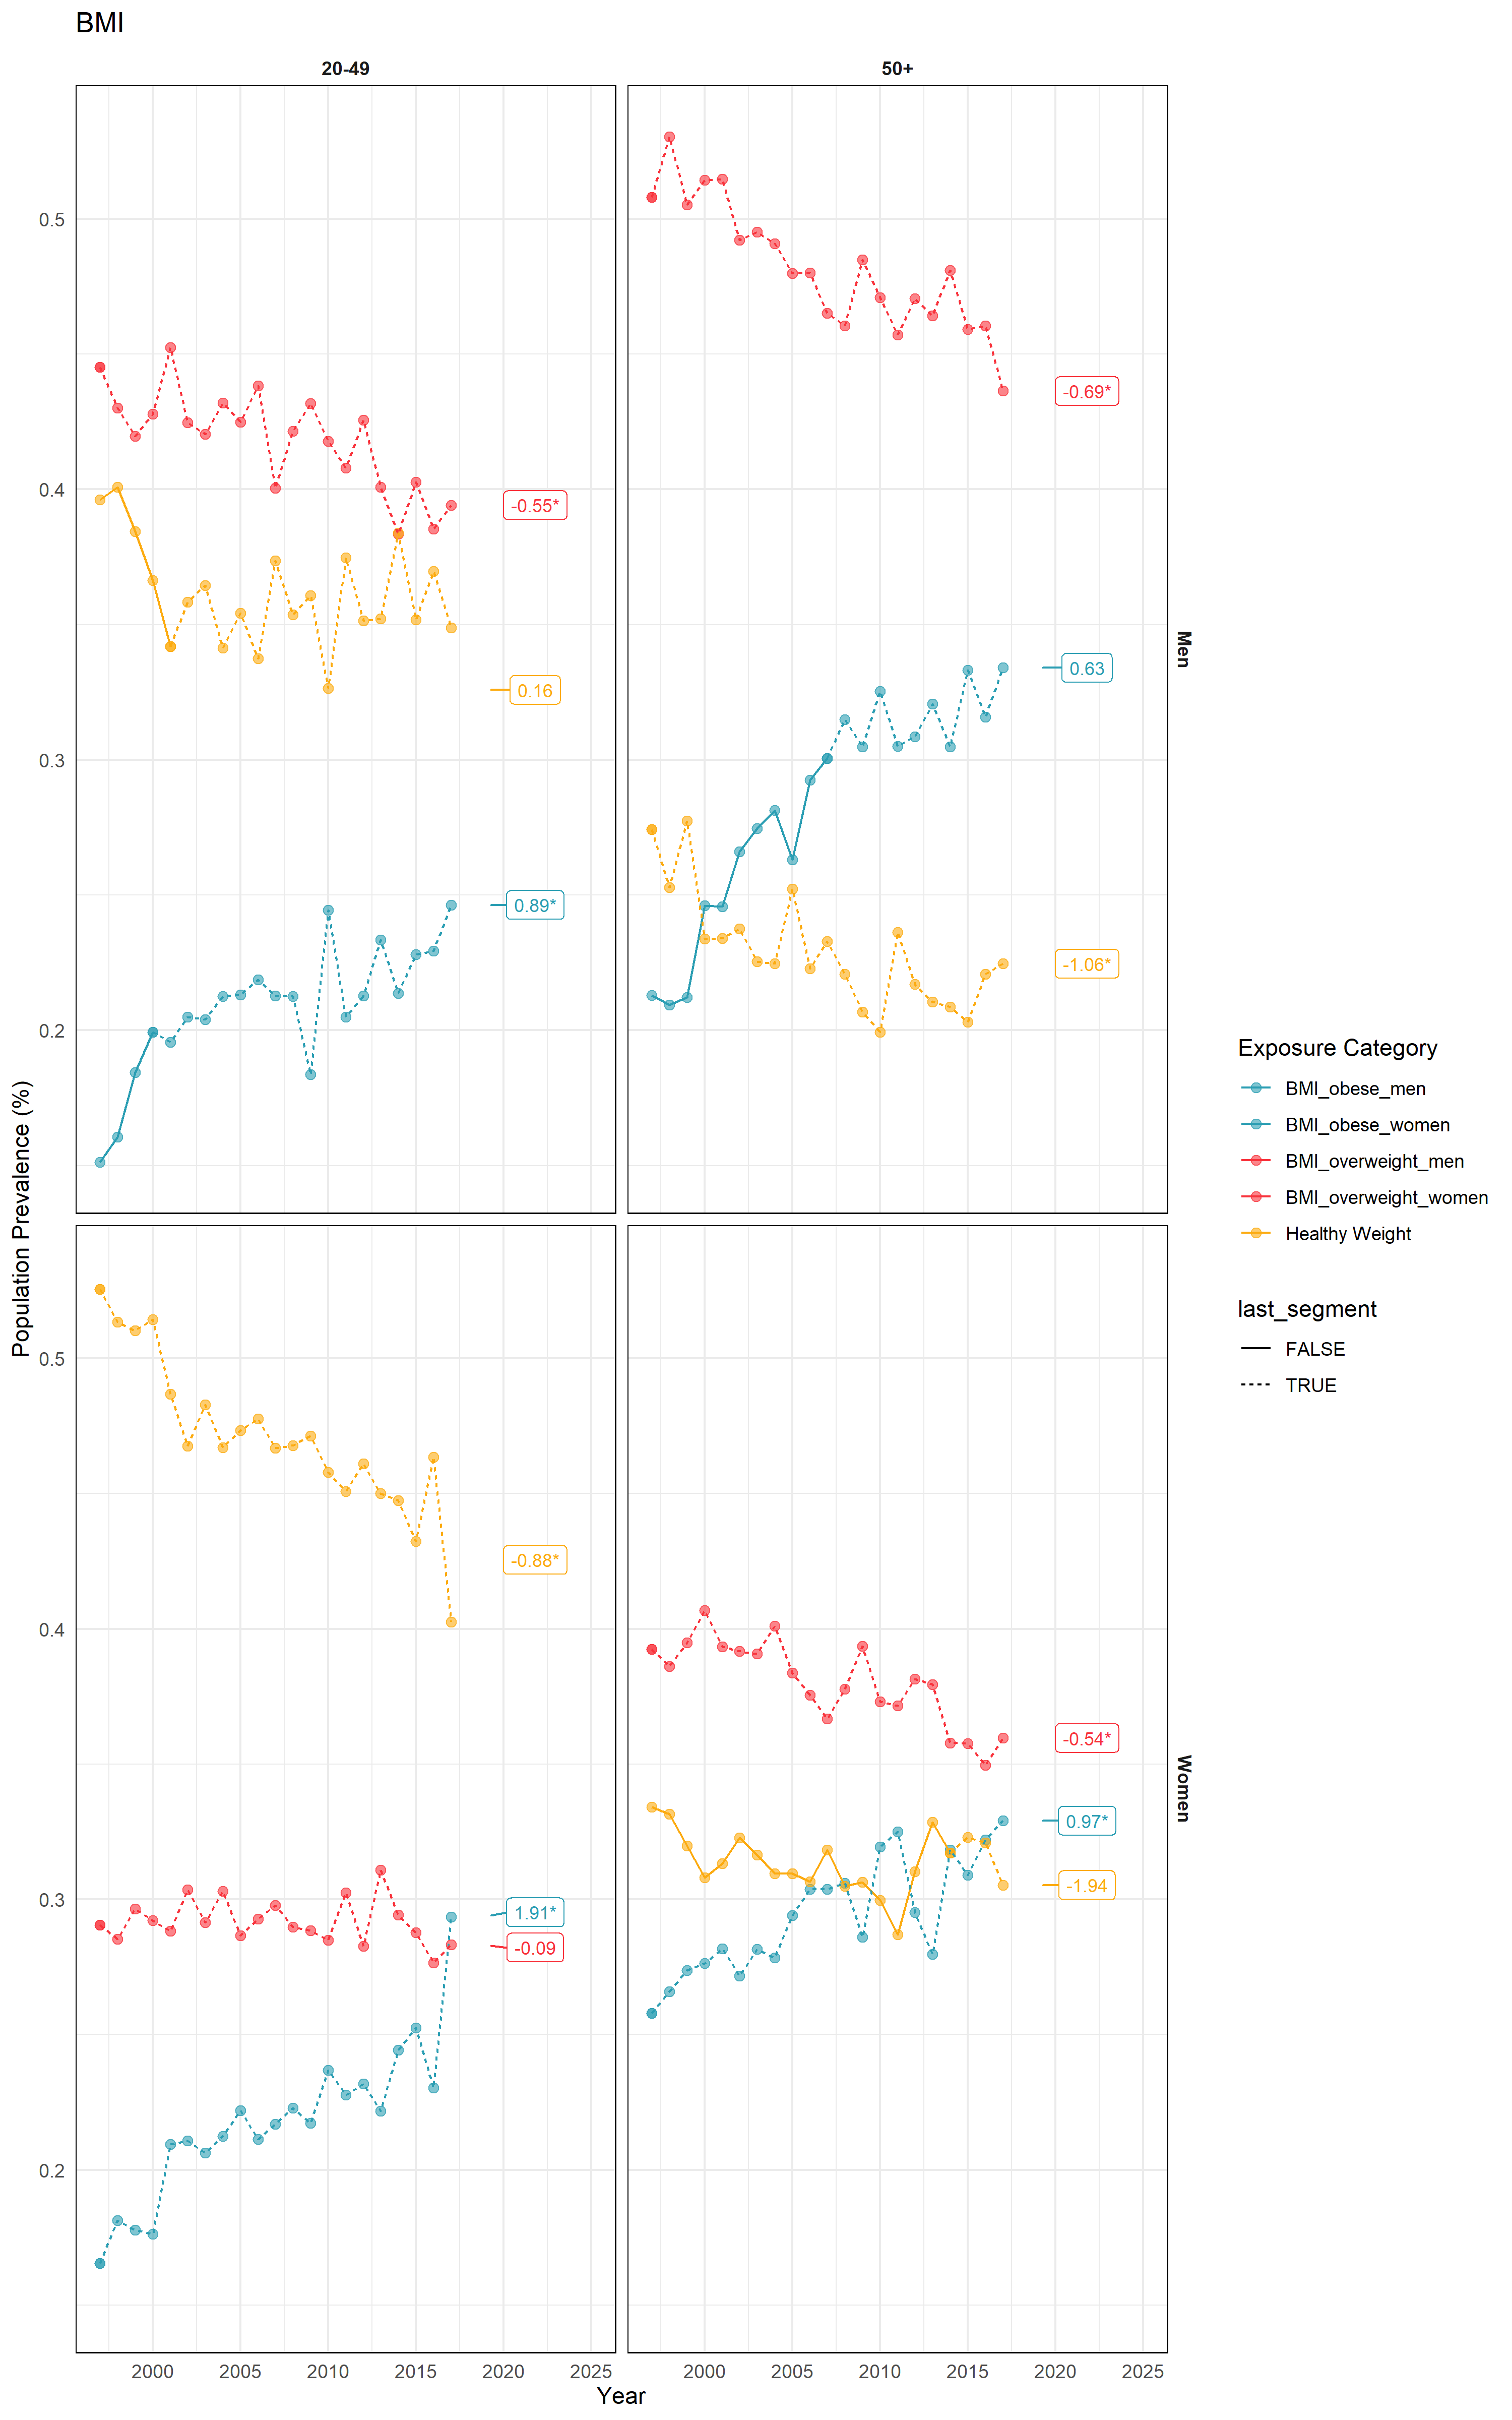 BMI
20-49
50+
0.5
0.4
0.3
0.2
-0.55*
0.16
0.89*
-0.69*
0.63
-1.06*
Men
0.5
0.4
0.3
0.2
-0.88*
1.91*
-0.09
-0.54*
0.97*
-1.94
Women
Population Prevalence (%)
2000 2005 2010 2015 2020 2025
2000 2005 2010 2015 2020 2025
Year
Exposure Category
BMI_obese_men
BMI_obese_women
BMI_overweight_men
BMI_overweight_women
Healthy Weight
last_segment
FALSE
TRUE